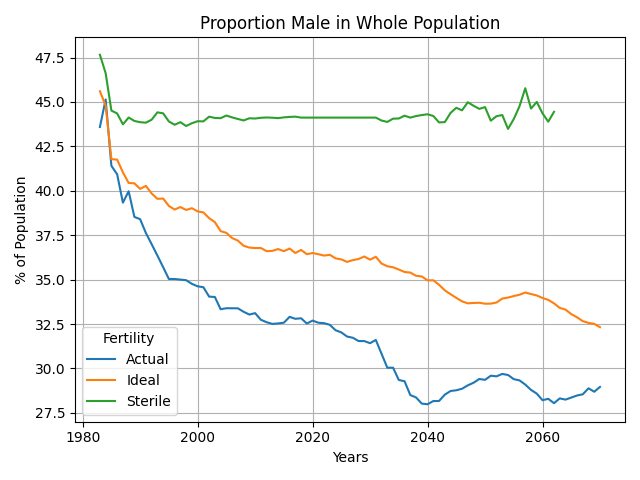 Proportion Male in Whole Population
% of Population
47.5
45.0
42.5
40.0
37.5
35.0
32.5
30.0
27.5
Fertility
Actual
Ideal
Sterile
1980
2000
2020
2040
2060
Years